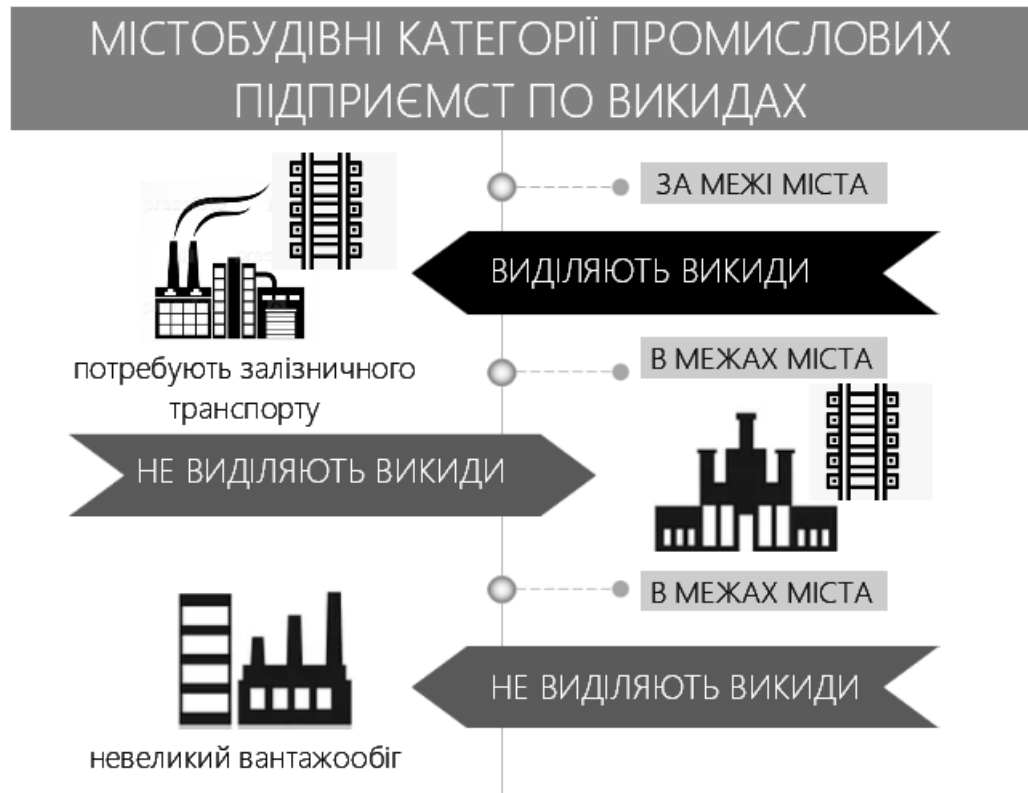 МІСТОБУДІВНІ КАТЕГОРІЇ ПРОМИСЛОВИХ
ПІДПРИЄМСТ ПО ВИКИДАХ
ЗА МЕЖІ МІСТА
ВИДІЛЯЮТЬ ВИКИДИ
потребують залізничного
транспорту
В МЕЖАХ МІСТА
НЕ ВИДІЛЯЮТЬ ВИКИДИ
В МЕЖАХ МІСТА
НЕ ВИДІЛЯЮТЬ ВИКИДИ
невеликий вантажообіг